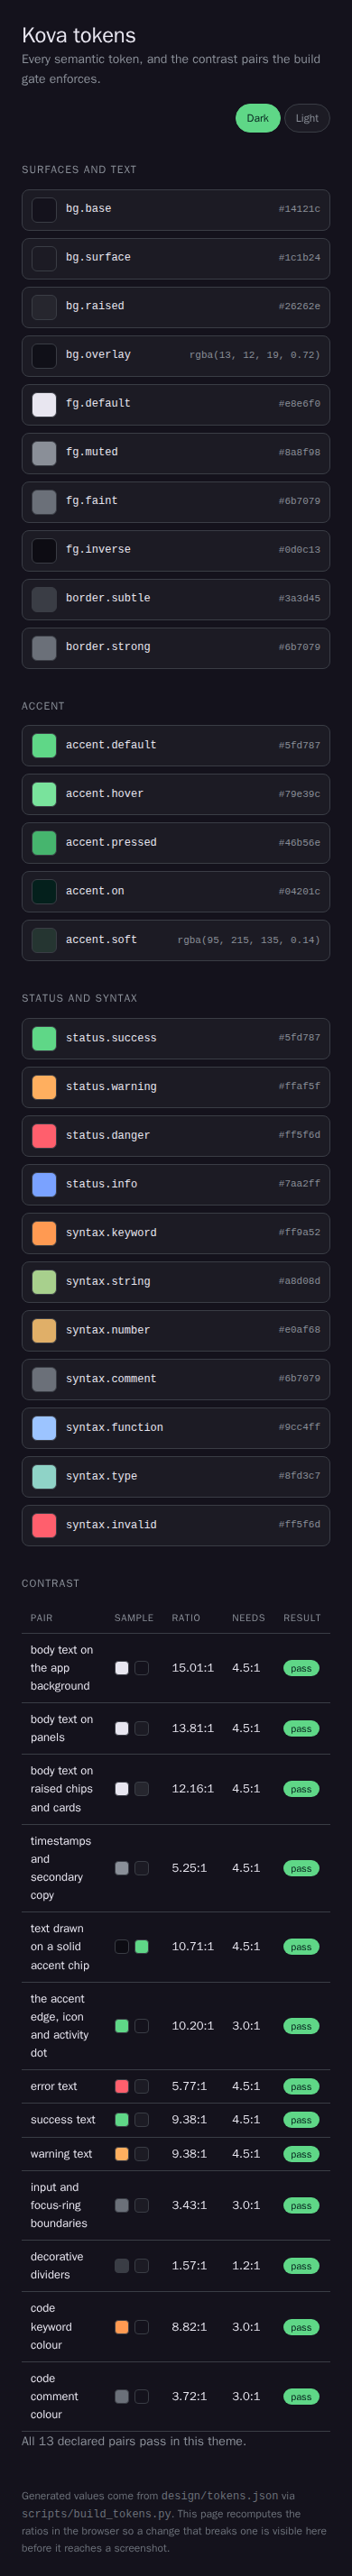 Kova tokens
Every semantic token, and the contrast pairs the build
gate enforces.
Dark Light
SURFACES AND TEXT
bg.base #14121c
bg.surface #1c1b24
bg.raised #26262e
bg.overlay rgba(13, 12, 19, 0.72)
fg.default #e8e6f0
fg.muted #8a8f98
fg.faint #6b7079
fg.inverse #0d0c13
border.subtle #3a3d45
border.strong #6b7079
ACCENT
accent.default #5fd787
accent.hover #79e39c
accent.pressed #46b56e
accent.on #04201c
accent.soft rgba(95, 215, 135, 0.14)
STATUS AND SYNTAX
status.success #5fd787
status.warning #ffaf5f
status.danger #ff5f6d
status.info #7aa2ff
syntax.keyword #ff9a52
syntax.string #a8d08d
syntax.number #e0af68
syntax.comment #6b7079
syntax.function #9cc4ff
syntax.type #8fd3c7
syntax.invalid #ff5f6d
CONTRAST
PAIR SAMPLE RATIO NEEDS RESULT
body text on
the app
background 15.01:1 4.5:1 pass
body text on
panels 13.81:1 4.5:1 pass
body text on
raised chips
and cards 12.16:1 4.5:1 pass
timestamps
and
secondary
copy 5.25:1 4.5:1 pass
text drawn
on a solid
accent chip 10.71:1 4.5:1 pass
the accent
edge, icon
and activity
dot 10.20:1 3.0:1 pass
error text 5.77:1 4.5:1 pass
success text 9.38:1 4.5:1 pass
warning text 9.38:1 4.5:1 pass
input and
focus-ring
boundaries 3.43:1 3.0:1 pass
decorative
dividers 1.57:1 1.2:1 pass
code
keyword
colour 8.82:1 3.0:1 pass
code
comment
colour 3.72:1 3.0:1 pass
All 13 declared pairs pass in this theme.
Generated values come from design/tokens.json via
scripts/build_tokens.py. This page recomputes the
ratios in the browser so a change that breaks one is visible here
before it reaches a screenshot.